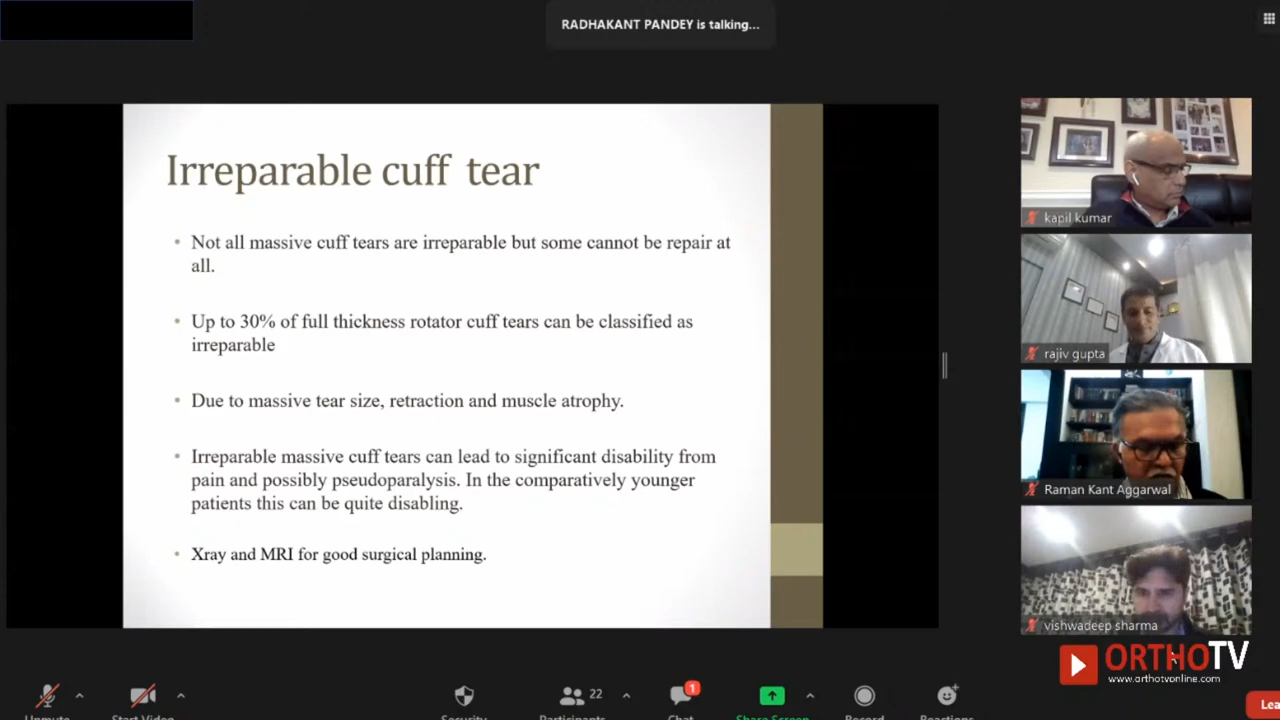 RADHAKANT PANDEY is talking...
Irreparable cuff tear
• Not all massive cuff tears are irreparable but some cannot be repair at
all.
• Up to 30% of full thickness rotator cuff tears can be classified as
irreparable
• Due to massive tear size, retraction and muscle atrophy.
• Irreparable massive cuff tears can lead to significant disability from
pain and possibly pseudoparalysis. In the comparatively younger
patients this can be quite disabling.
• Xray and MRI for good surgical planning.
kapil kumar
rajiv gupta
Raman Kant Aggarwal
vishwadeep sharma
ORTHOTV
www.orthotvonline.com
22
1
Unmute
Start Video
Security
Participants
Chat
Share Screen
Record
Reactions
Lea